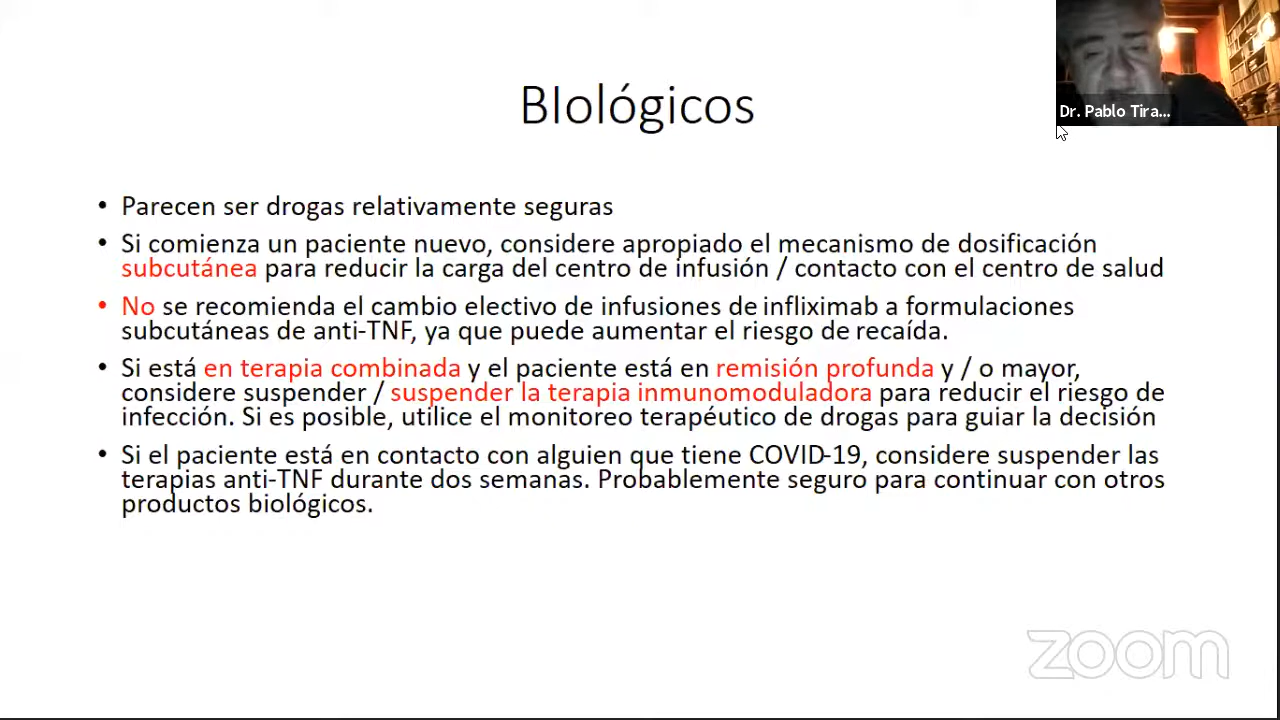 BIológicos
Dr. Pablo Tira...
• Parecen ser drogas relativamente seguras
• Si comienza un paciente nuevo, considere apropiado el mecanismo de dosificación
subcutánea para reducir la carga del centro de infusión / contacto con el centro de salud
• No se recomienda el cambio electivo de infusiones de infliximab a formulaciones
subcutáneas de anti-TNF, ya que puede aumentar el riesgo de recaída.
• Si está en terapia combinada y el paciente está en remisión profunda y / o mayor,
considere suspender / suspender la terapia inmunomoduladora para reducir el riesgo de
infección. Si es posible, utilice el monitoreo terapéutico de drogas para guiar la decisión
• Si el paciente está en contacto con alguien que tiene COVID-19, considere suspender las
terapias anti-TNF durante dos semanas. Probablemente seguro para continuar con otros
productos biológicos.
zoom